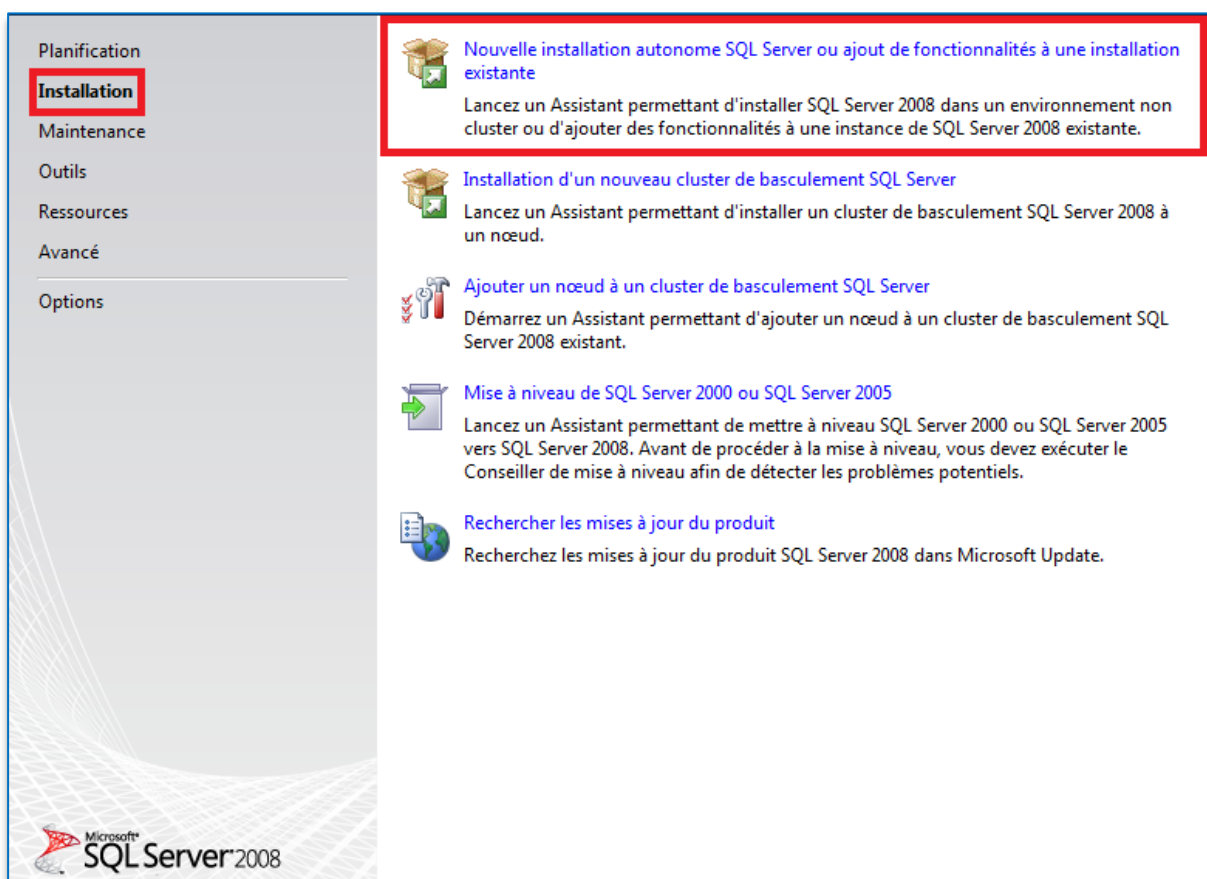 Planification
Installation
Maintenance
Outils
Ressources
Avancé
Options
Nouvelle installation autonome SQL Server ou ajout de fonctionnalités à une installation
existante
Lancez un Assistant permettant d'installer SQL Server 2008 dans un environnement non
cluster ou d'ajouter des fonctionnalités à une instance de SQL Server 2008 existante.
Installation d'un nouveau cluster de basculement SQL Server
Lancez un Assistant permettant d'installer un cluster de basculement SQL Server 2008 à
un nœud.
Ajouter un nœud à un cluster de basculement SQL Server
Démarrez un Assistant permettant d'ajouter un nœud à un cluster de basculement SQL
Server 2008 existant.
Mise à niveau de SQL Server 2000 ou SQL Server 2005
Lancez un Assistant permettant de mettre à niveau SQL Server 2000 ou SQL Server 2005
vers SQL Server 2008. Avant de procéder à la mise à niveau, vous devez exécuter le
Conseiller de mise à niveau afin de détecter les problèmes potentiels.
Rechercher les mises à jour du produit
Recherchez les mises à jour du produit SQL Server 2008 dans Microsoft Update.
Microsoft®
SQL Server 2008